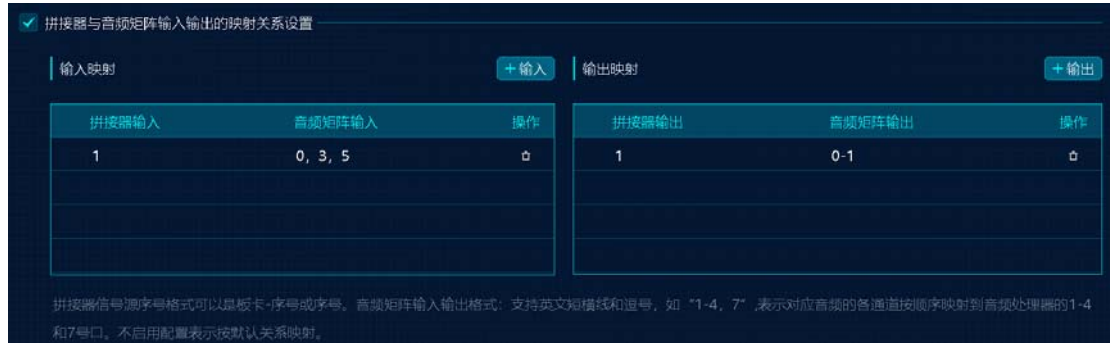 拼接器与音频矩阵输入输出的映射关系设置
输入映射 +输入 输出映射 +输出
拼接器输入 音频矩阵输入 操作 拼接器输出 音频矩阵输出 操作
1 0, 3, 5 1 0-1
拼接器信号源序号格式可以是板卡-序号或序号。音频矩阵输入输出格式：支持英文短横线和逗号，如“1-4，7”,表示对应音频的各通道按顺序映射到音频处理器的1-4
和7号口。不启用配置表示按默认关系映射。